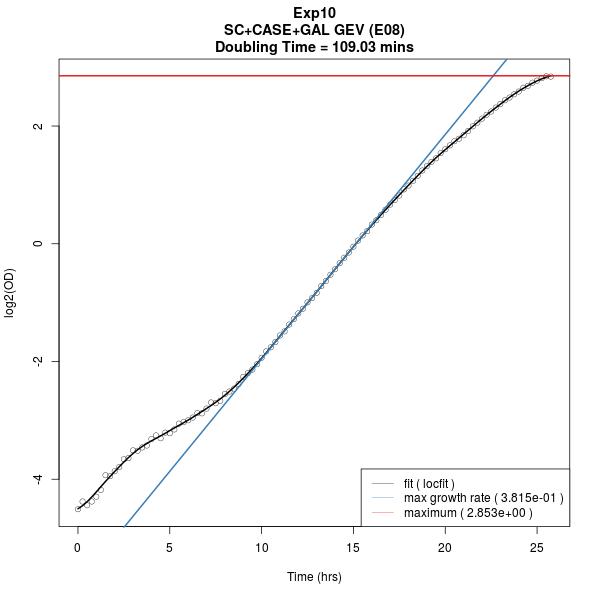 Exp10
SC+CASE+GAL GEV (E08)
Doubling Time = 109.03 mins
log2(OD)
2
0
-2
-4
fit ( locfit )
max growth rate ( 3.815e-01 )
maximum ( 2.853e+00 )
0 5 10 15 20 25
Time (hrs)